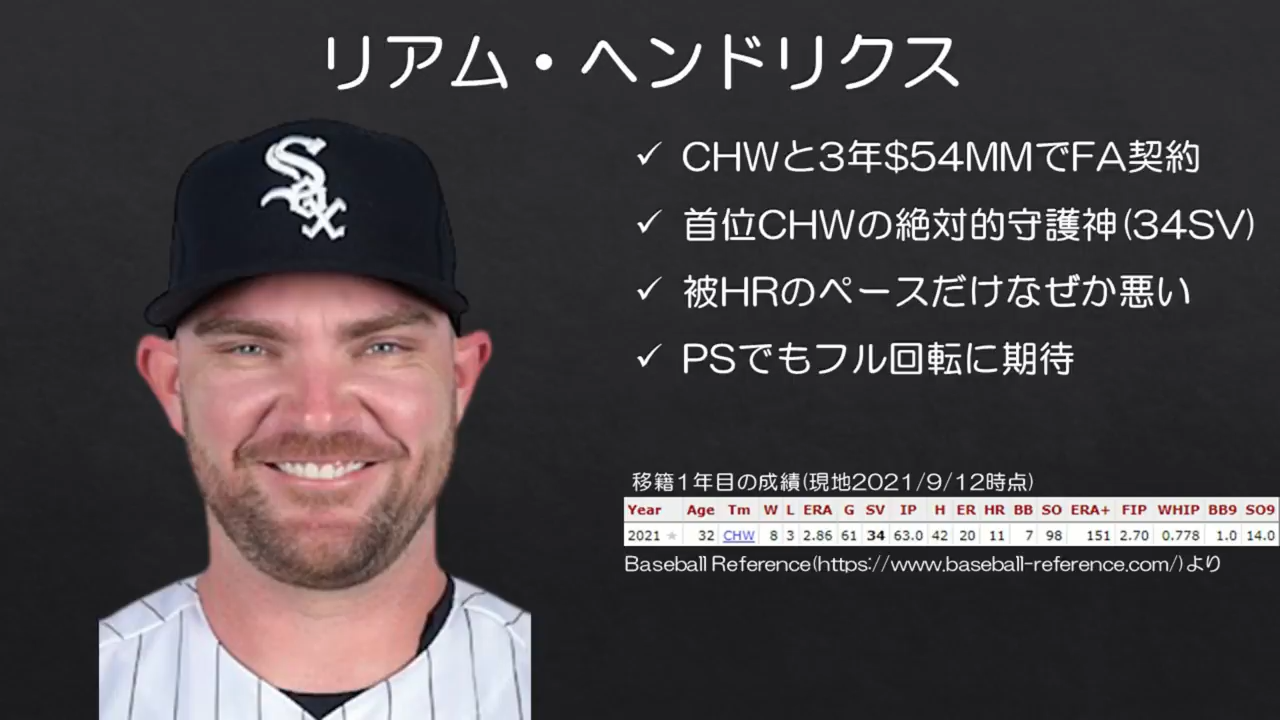 リアム・ヘンドリクス
Sox
✓ CHWと3年$54MMでFA契約
✓ 首位CHWの絶対的守護神(34SV)
✓ 被HRのペースだけなぜか悪い
✓ PSでもフル回転に期待
移籍1年目の成績(現地2021/9/12時点)
Year Age Tm W L ERA G SV IP H ER HR BB SO ERA+ FIP WHIP BB9 SO9
2021 ★ 32 CHW 8 3 2.86 61 34 63.0 42 20 11 7 98 151 2.70 0.778 1.0 14.0
Baseball Reference(https://www.baseball-reference.com/)より